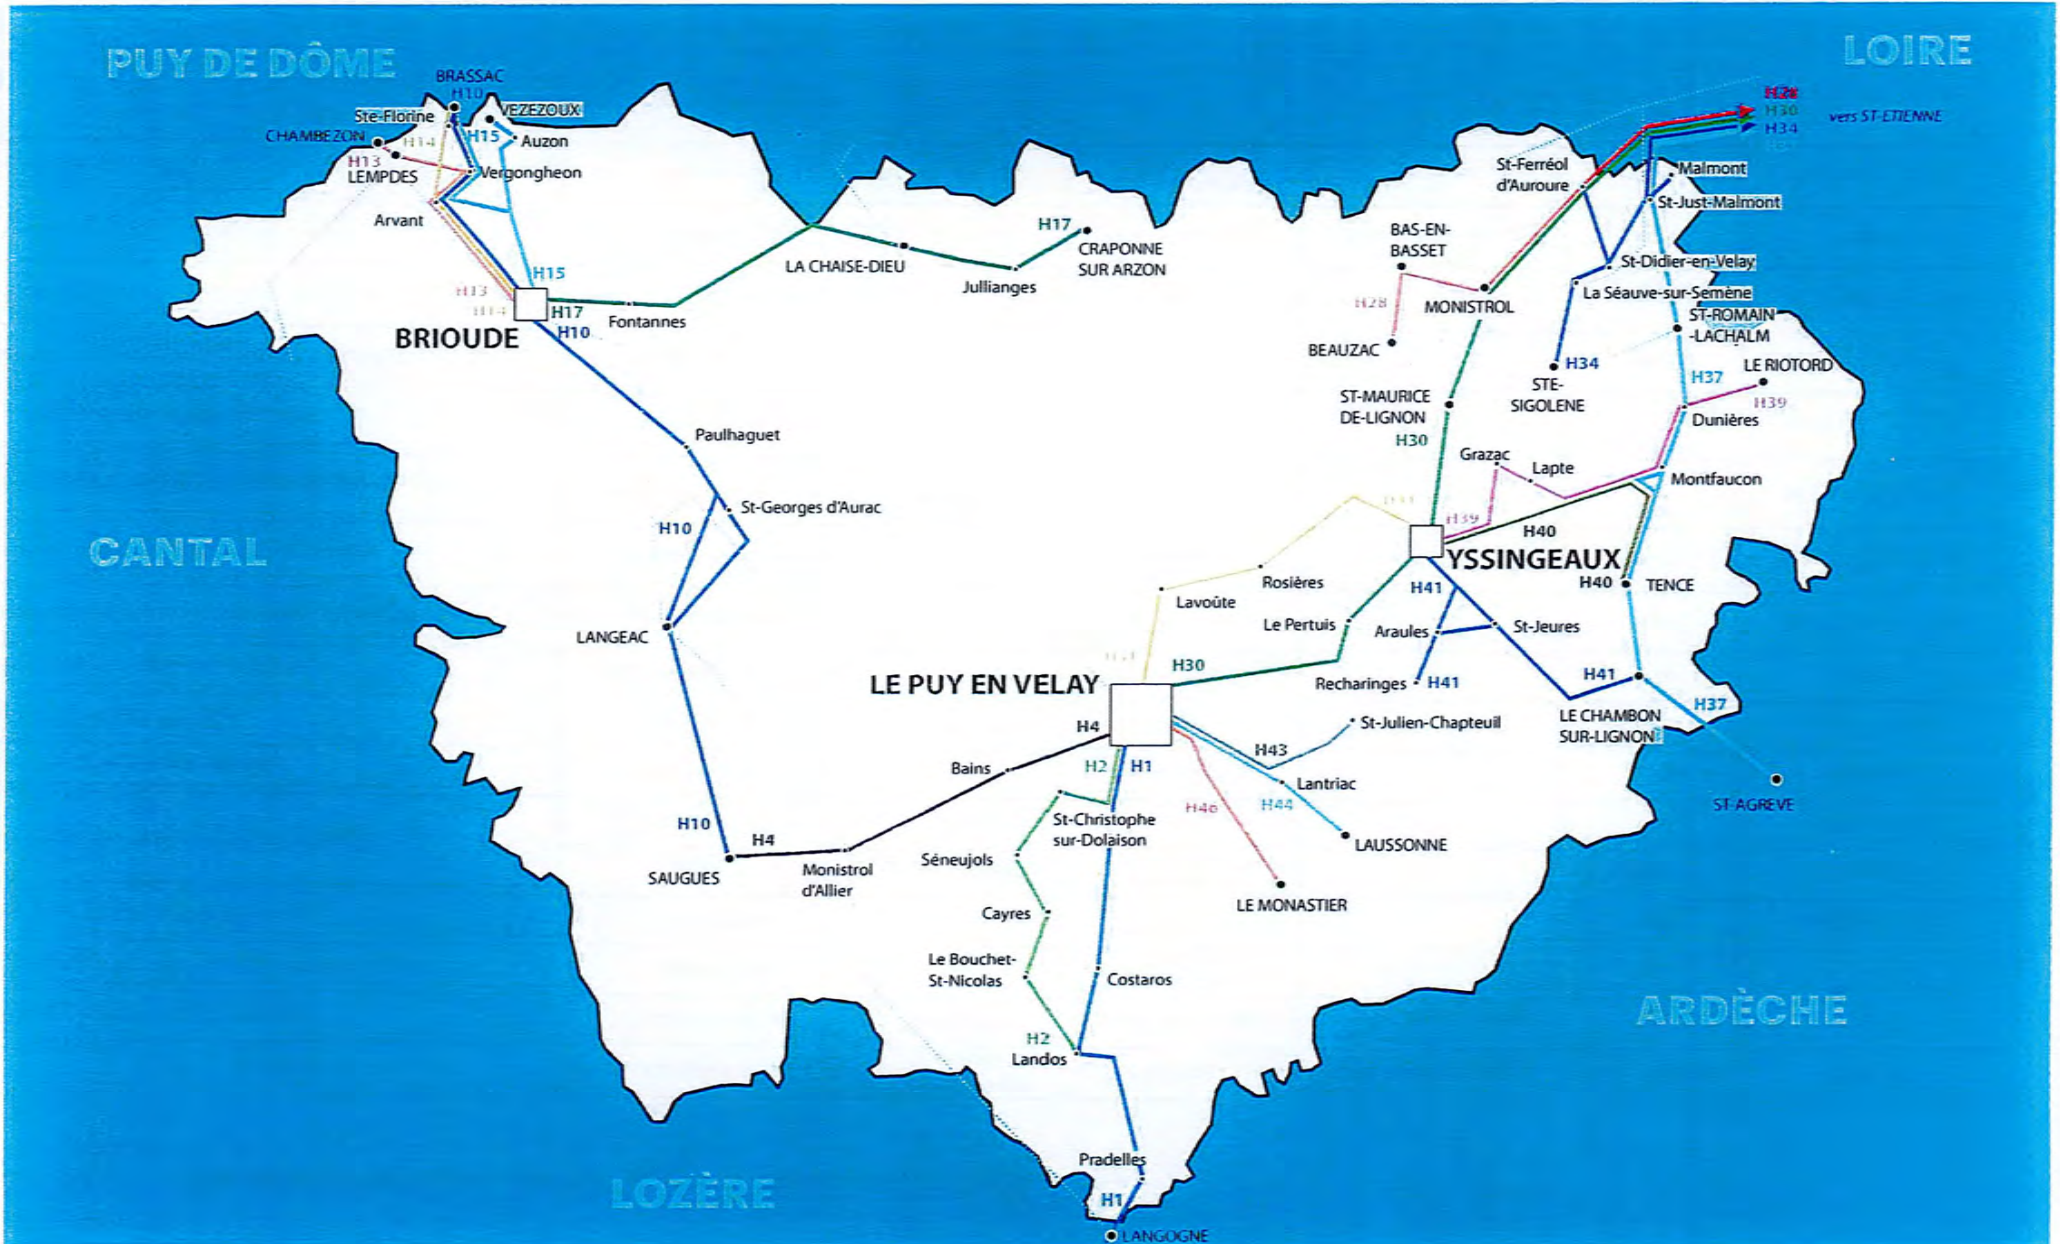 PUY DE DÔME
LOIRE
BRASSAC
H10
Ste-Florine
VEZEZOUX
CHAMBEZON
H14
H15
Auzon
H13
LEMPDES
Vergongheon
Arvant
H15
H13
H14
H17
BRIOUDE
H10
Fontannes
LA CHAISE-DIEU
Jullianges
H17
CRAPONNE
SUR ARZON
H28
H30
H34
vers ST-ETIENNE
St-Ferréol
d'Auroure
Malmont
St-Just-Malmont
BAS-EN-
BASSET
St-Didier-en-Velay
La Séauve-sur-Semène
H28
MONISTROL
ST-ROMAIN
-LACHALM
BEAUZAC
H34
STE-
SIGOLENE
LE RIOTORD
H37
H39
ST-MAURICE
DE-LIGNON
Dunières
H30
Grazac
Lapte
Montfaucon
Paulhaguet
St-Georges d'Aurac
H10
H39
H40
YSSINGEAUX
CANTAL
Rosières
Lavoûte
H41
H40
TENCE
Le Pertuis
Araules
St-Jeures
LANGEAC
H30
Recharinges
H41
H41
LE PUY EN VELAY
H37
LE CHAMBON
SUR-LIGNON
H4
St-Julien-Chapteuil
H43
Bains
H2
H1
Lantriac
H46
H44
ST-AGREVE
St-Christophe
sur-Dolaison
H10
H4
LAUSSONNE
Séneujols
SAUGUES
Monistrol
d'Allier
LE MONASTIER
Cayres
Le Bouchet-
St-Nicolas
Costaros
ARDÈCHE
H2
Landos
Pradelles
LOZÈRE
H1
LANGOGNE